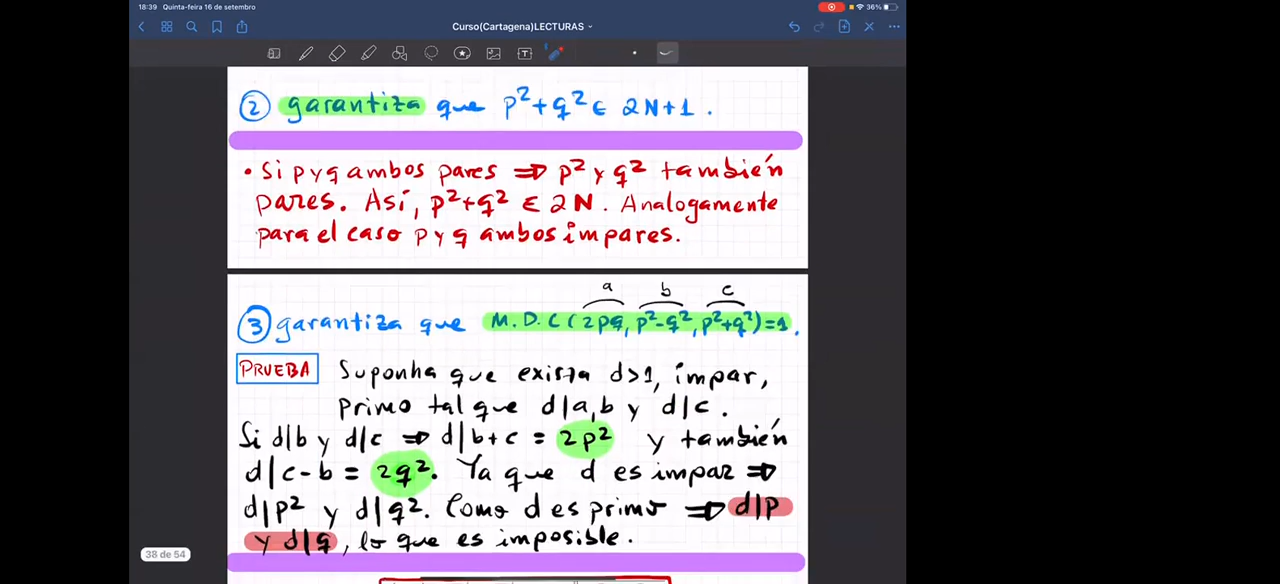 18:39 Quinta-feira 16 de setembro
36%
Curso(Cartagena)LECTURAS
② garantiza que p²+q² ∈ 2N+1.
• Si p y q ambos pares ⇒ p² y q² también
pares. Así, p²+q² ∈ 2N. Analogamente
para el caso p y q ambos impares.
a b c
③ garantiza que M.D.C(2pq, p²-q², p²+q²)=1.
PRUEBA Suponha que exista d>1, impar,
primo tal que d|a,b y d|c.
Si d|b y d|c ⇒ d|b+c = 2p² y también
d|c-b = 2q². Ya que d es impar ⇒
d|p² y d|q². Como d es primo ⇒ d|p
y d|q, lo que es imposible.
38 de 54